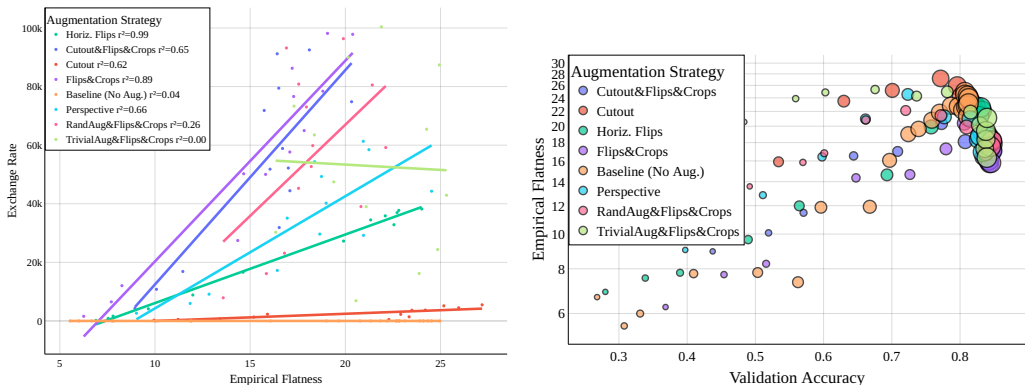 Augmentation Strategy
Horiz. Flips r²=0.99
Cutout&Flips&Crops r²=0.65
Cutout r²=0.62
Flips&Crops r²=0.89
Baseline (No Aug.) r²=0.04
Perspective r²=0.66
RandAug&Flips&Crops r²=0.26
TrivialAug&Flips&Crops r²=0.00
100k
80k
60k
40k
20k
0
Exchange Rate
5
10
15
20
25
Empirical Flatness
Augmentation Strategy
Cutout&Flips&Crops
Cutout
Horiz. Flips
Flips&Crops
Baseline (No Aug.)
Perspective
RandAug&Flips&Crops
TrivialAug&Flips&Crops
30
28
26
24
22
20
18
16
14
12
10
8
6
Empirical Flatness
0.3
0.4
0.5
0.6
0.7
0.8
Validation Accuracy